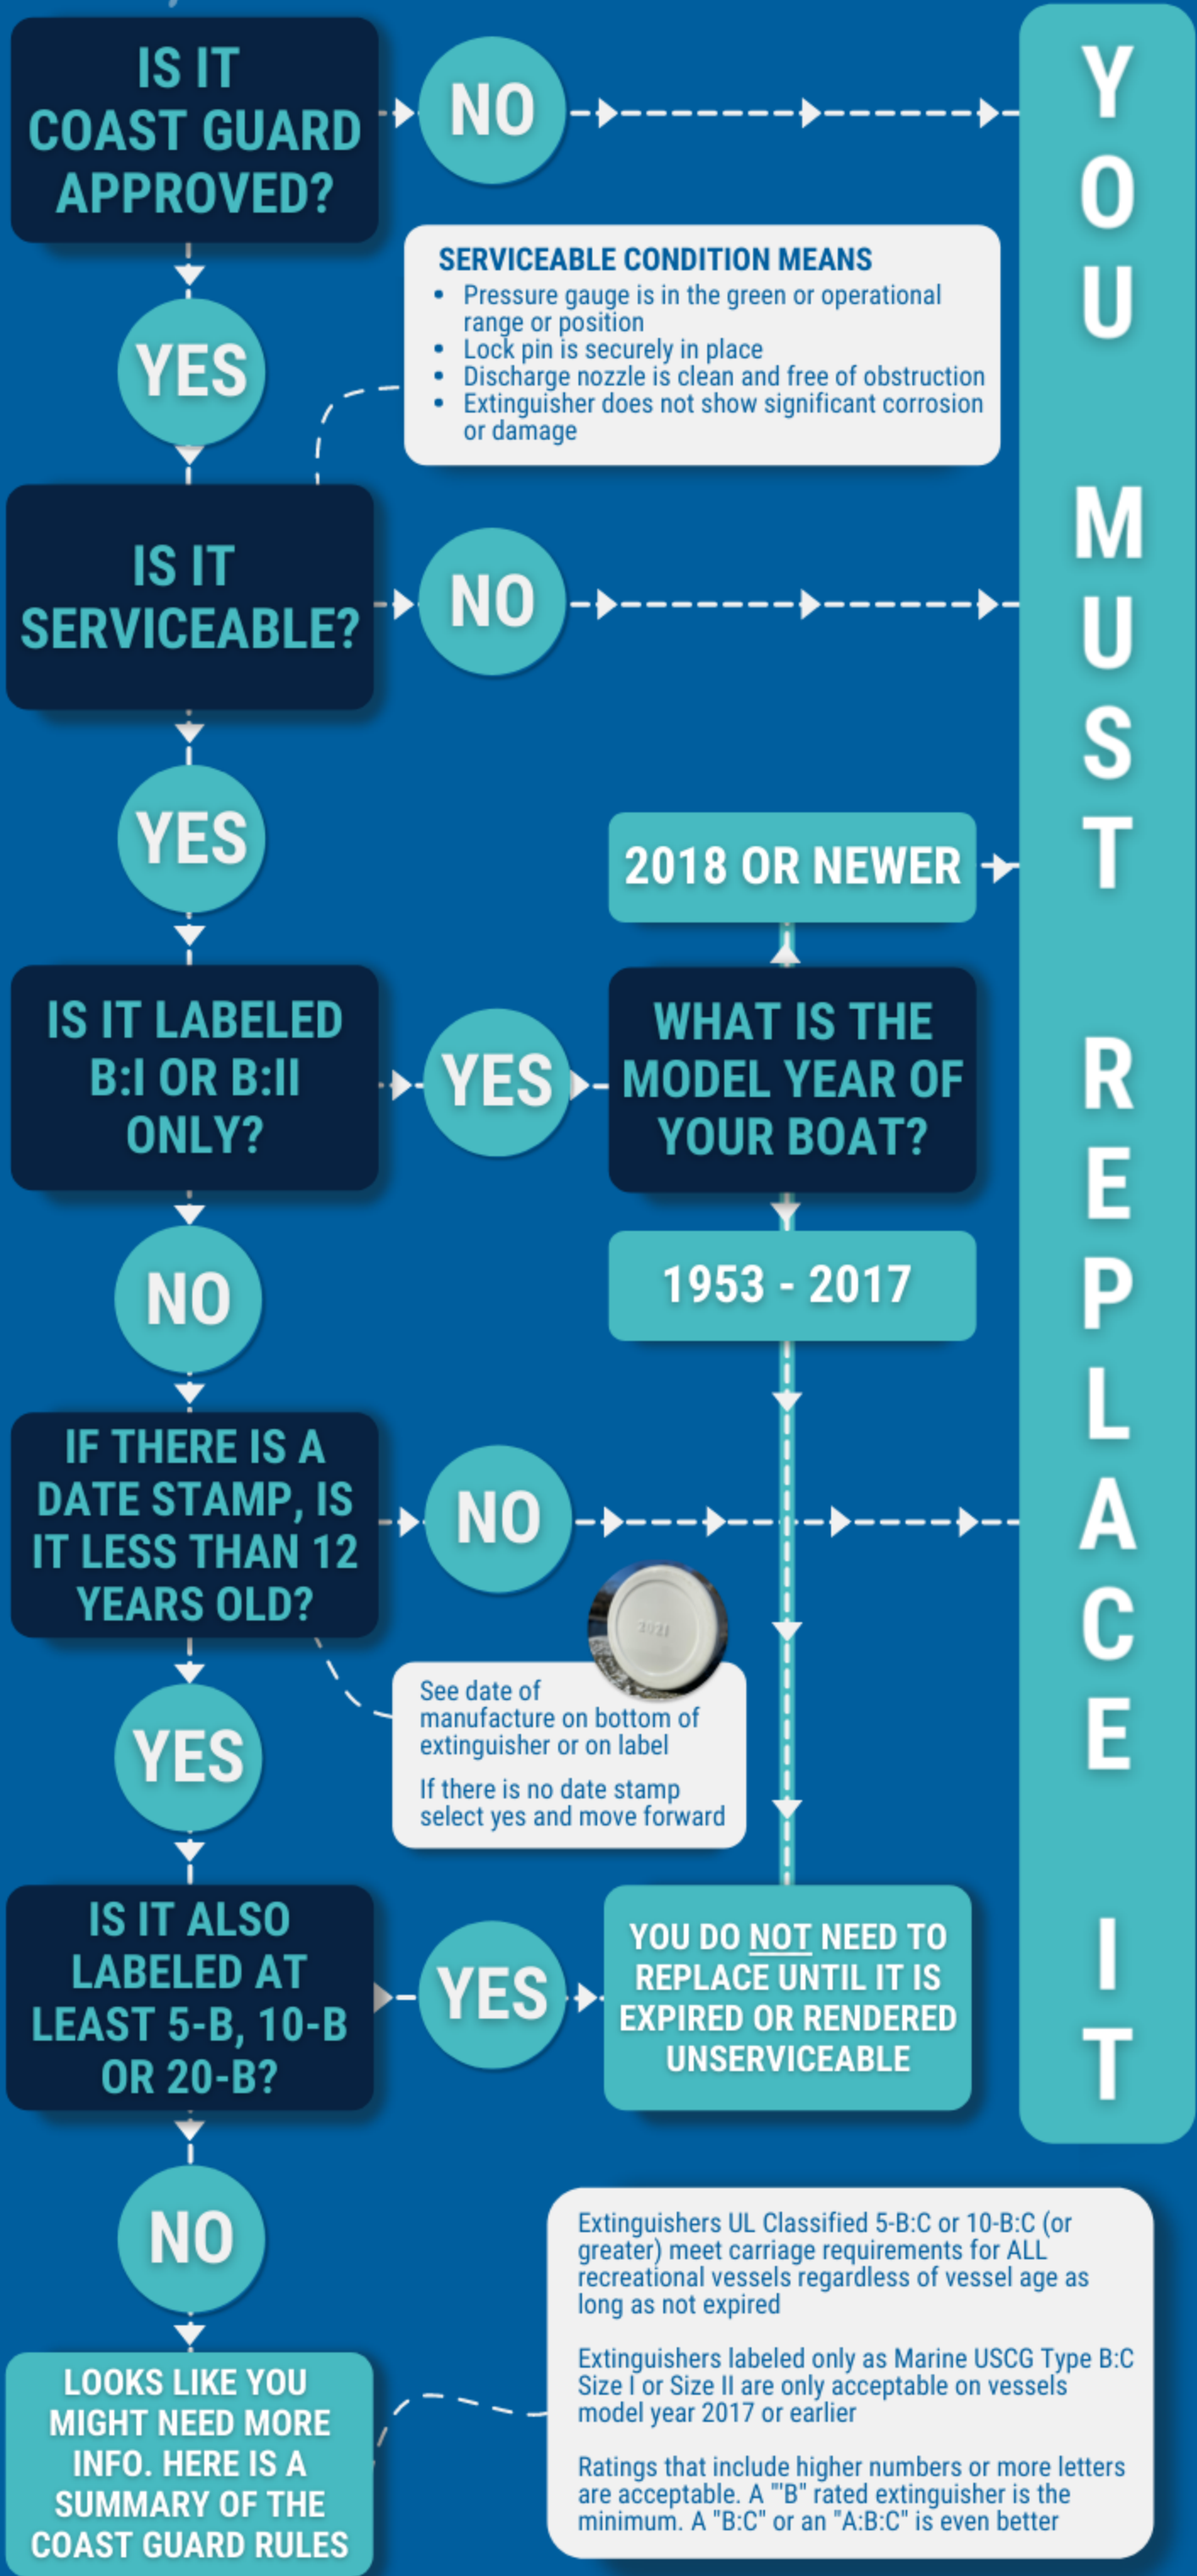 IS IT
COAST GUARD
APPROVED?
NO
YES
SERVICEABLE CONDITION MEANS
• Pressure gauge is in the green or operational
range or position
• Lock pin is securely in place
• Discharge nozzle is clean and free of obstruction
• Extinguisher does not show significant corrosion
or damage
IS IT
SERVICEABLE?
NO
YES
IS IT LABELED
B:I OR B:II
ONLY?
YES
2018 OR NEWER
WHAT IS THE
MODEL YEAR OF
YOUR BOAT?
1953 - 2017
NO
IF THERE IS A
DATE STAMP, IS
IT LESS THAN 12
YEARS OLD?
NO
2021
See date of
manufacture on bottom of
extinguisher or on label
If there is no date stamp
select yes and move forward
YES
IS IT ALSO
LABELED AT
LEAST 5-B, 10-B
OR 20-B?
YES
YOU DO NOT NEED TO
REPLACE UNTIL IT IS
EXPIRED OR RENDERED
UNSERVICEABLE
NO
LOOKS LIKE YOU
MIGHT NEED MORE
INFO. HERE IS A
SUMMARY OF THE
COAST GUARD RULES
Extinguishers UL Classified 5-B:C or 10-B:C (or
greater) meet carriage requirements for ALL
recreational vessels regardless of vessel age as
long as not expired
Extinguishers labeled only as Marine USCG Type B:C
Size I or Size II are only acceptable on vessels
model year 2017 or earlier
Ratings that include higher numbers or more letters
are acceptable. A "'B" rated extinguisher is the
minimum. A "B:C" or an "A:B:C" is even better
YOU MUST REPLACE IT